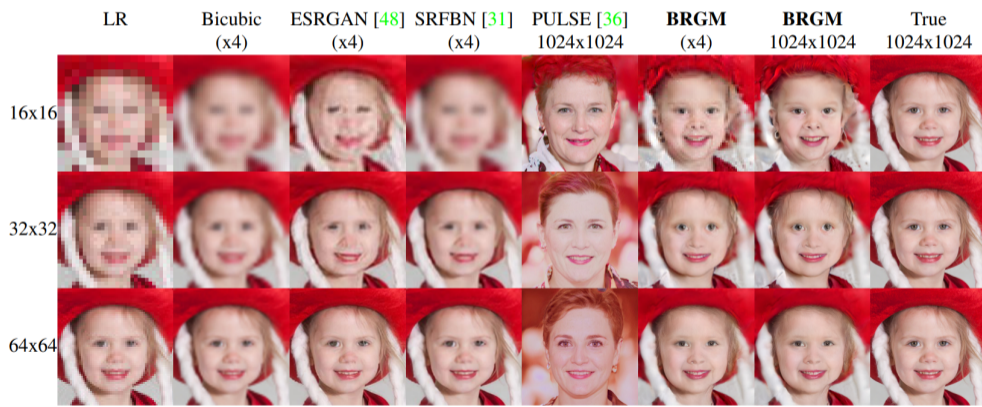 LR Bicubic ESRGAN [48] SRFBN [31] PULSE [36] BRGM BRGM True
(x4) (x4) (x4) 1024x1024 (x4) 1024x1024 1024x1024
16x16
32x32
64x64